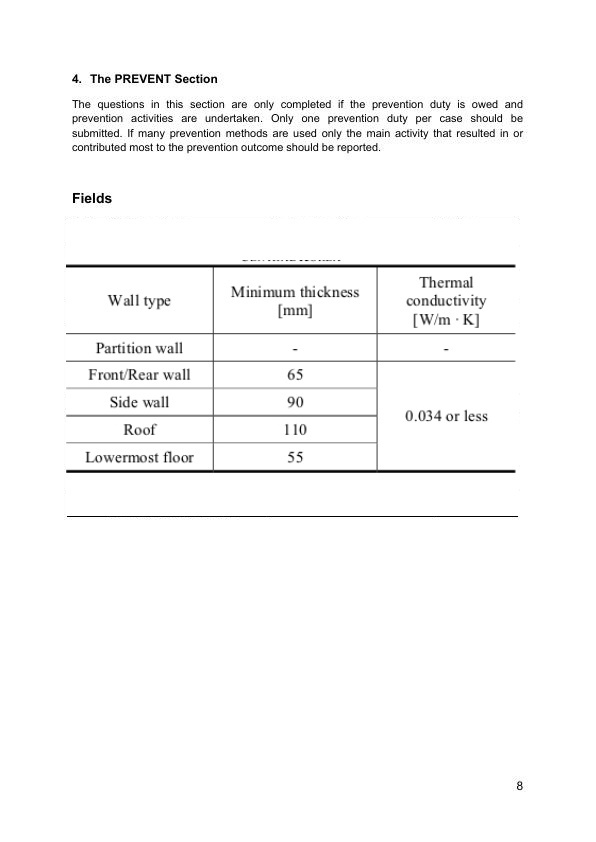 4. The PREVENT Section
The questions in this section are only completed if the prevention duty is owed and
prevention activities are undertaken. Only one prevention duty per case should be
submitted. If many prevention methods are used only the main activity that resulted in or
contributed most to the prevention outcome should be reported.
Fields
Wall type Minimum thickness [mm] Thermal conductivity [W/m · K]
Partition wall - -
Front/Rear wall 65
Side wall 90
0.034 or less
Roof 110
Lowermost floor 55
8